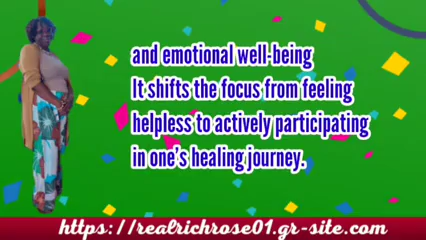 and emotional well-being
It shifts the focus from feeling
helpless to actively participating
in one's healing journey.
https://realrichrose01.gr-site.com